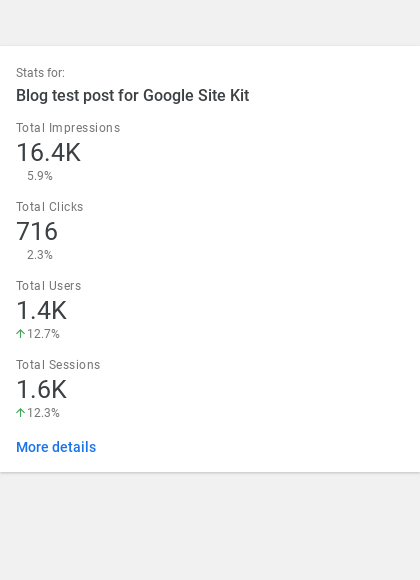 Stats for:
Blog test post for Google Site Kit
Total Impressions
16.4K
5.9%
Total Clicks
716
2.3%
Total Users
1.4K
↑12.7%
Total Sessions
1.6K
↑12.3%
More details